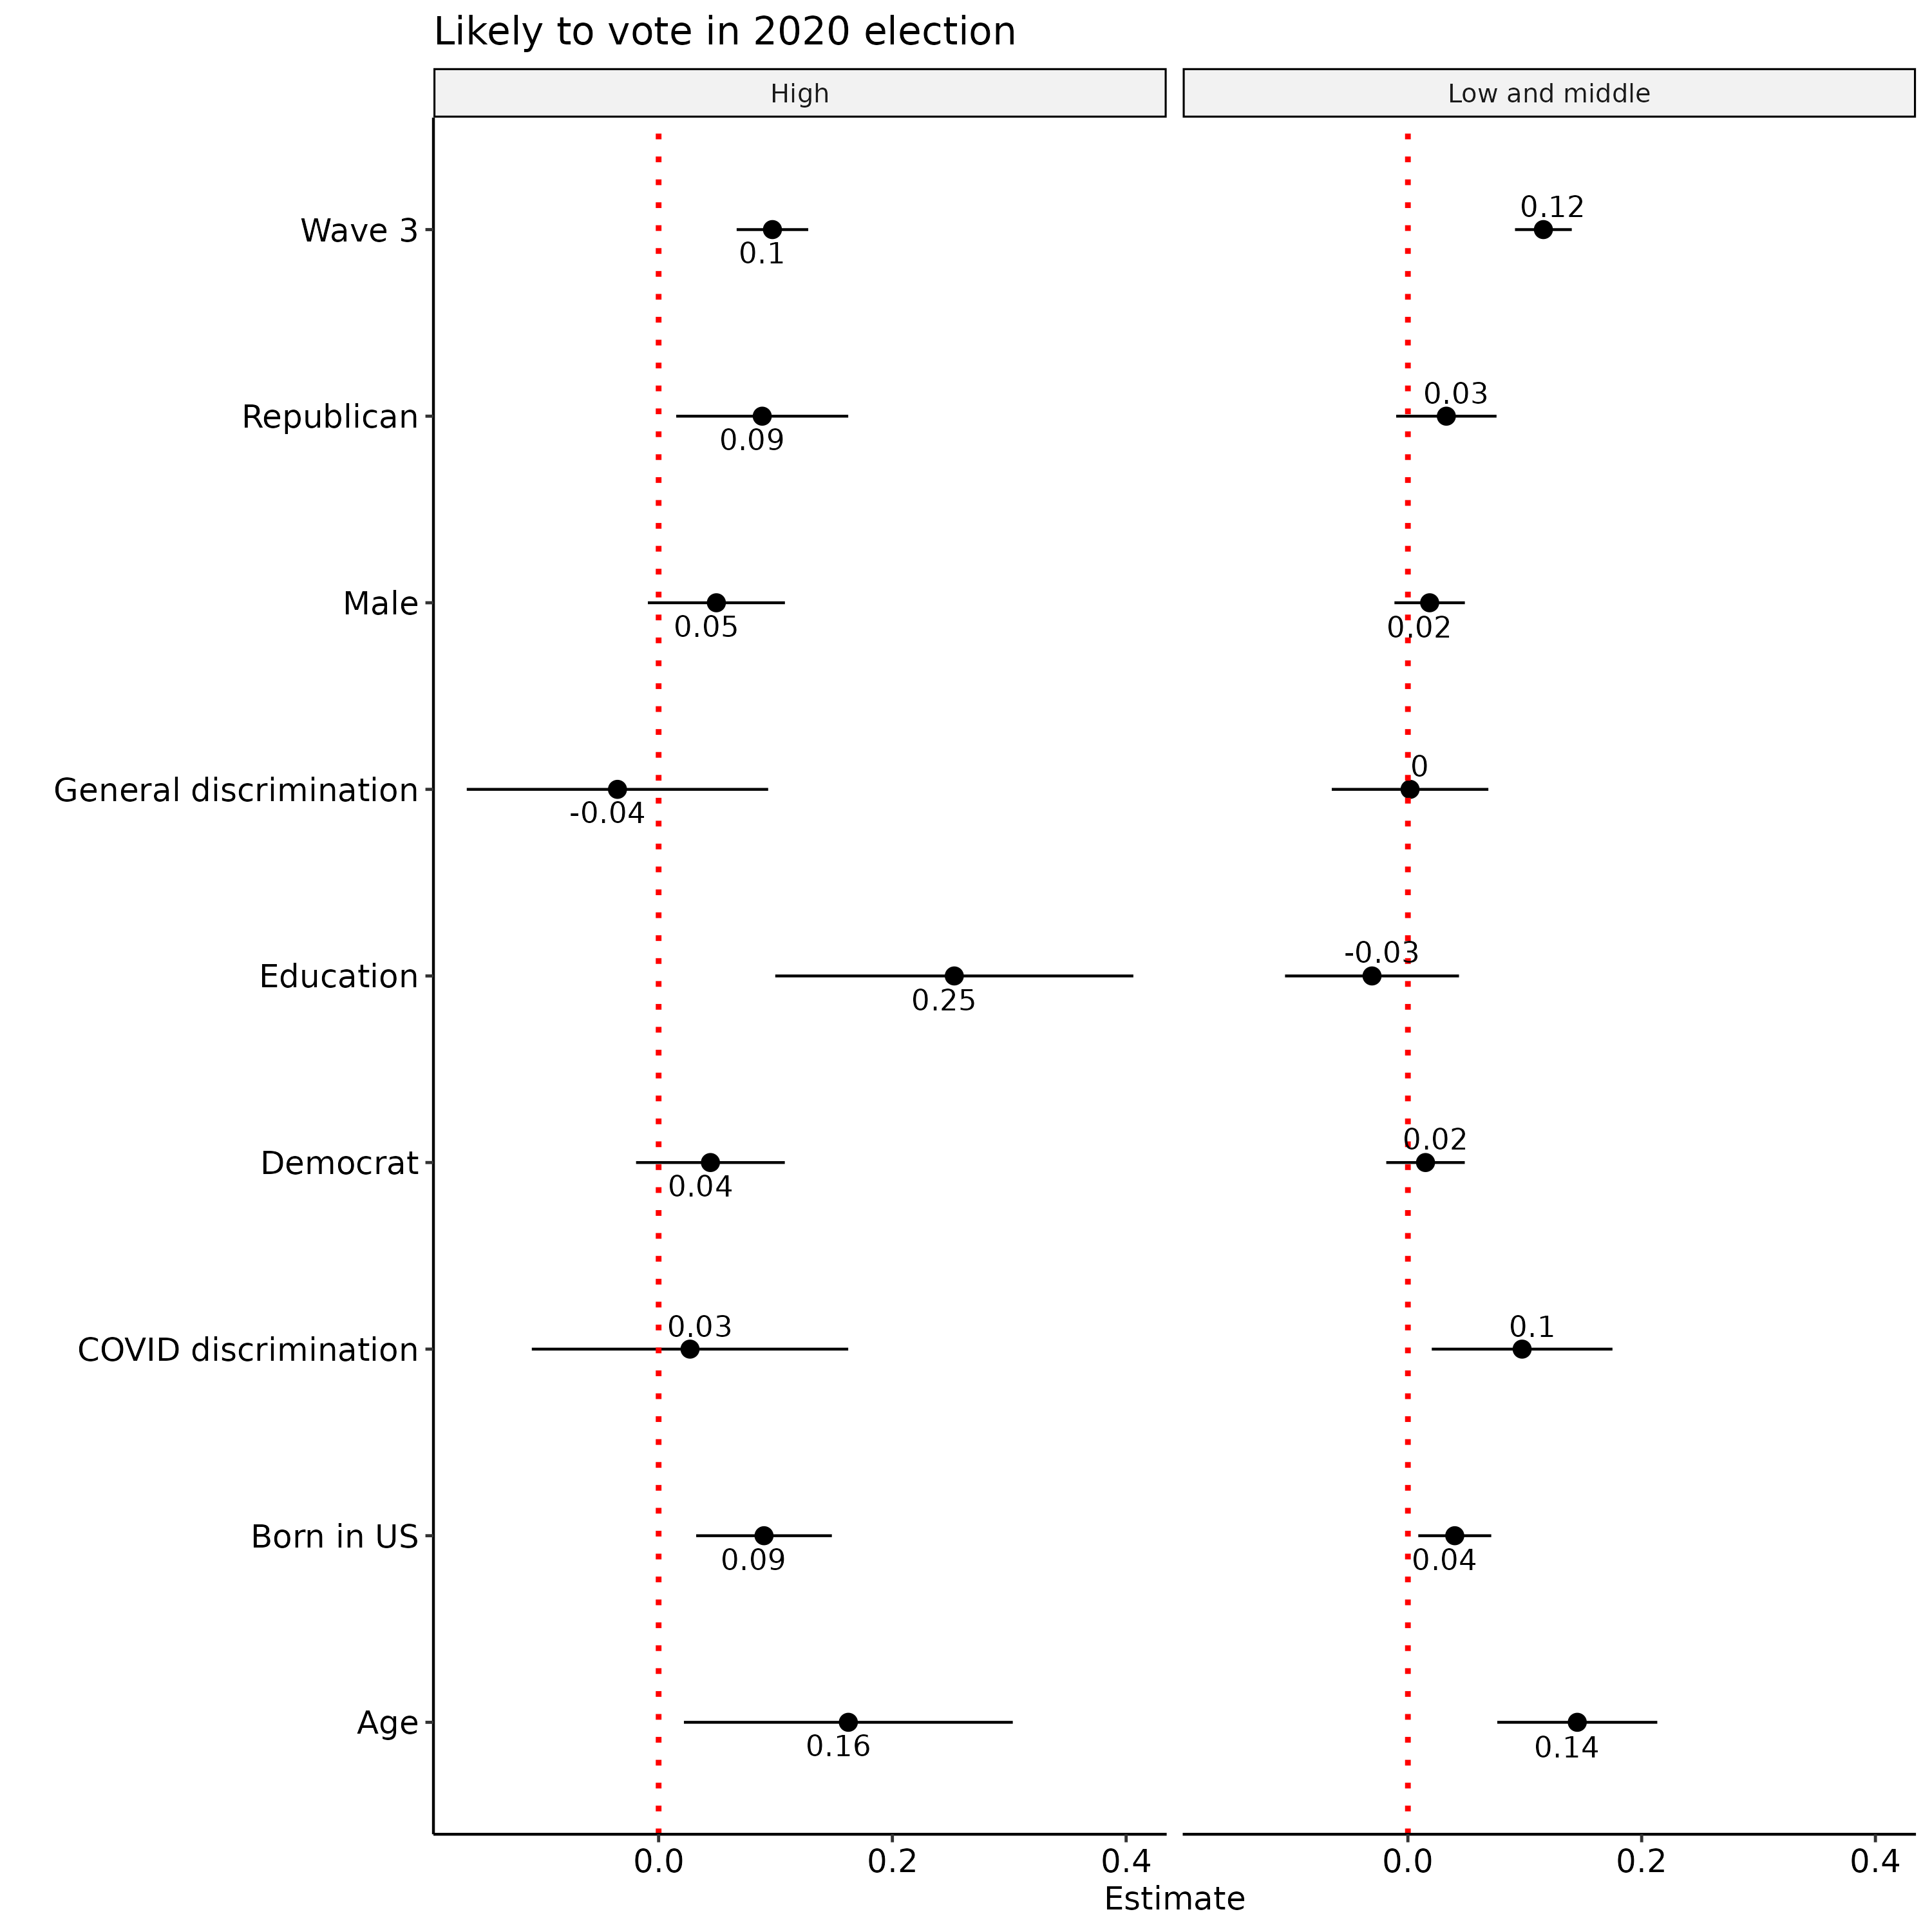 Likely to vote in 2020 election
High
Low and middle
Wave 3
0.1
0.12
Republican
0.09
0.03
Male
0.05
0.02
General discrimination
-0.04
0
Education
0.25
-0.03
Democrat
0.04
0.02
COVID discrimination
0.03
0.1
Born in US
0.09
0.04
Age
0.16
0.14
0.0 0.2 0.4 0.0 0.2 0.4
Estimate